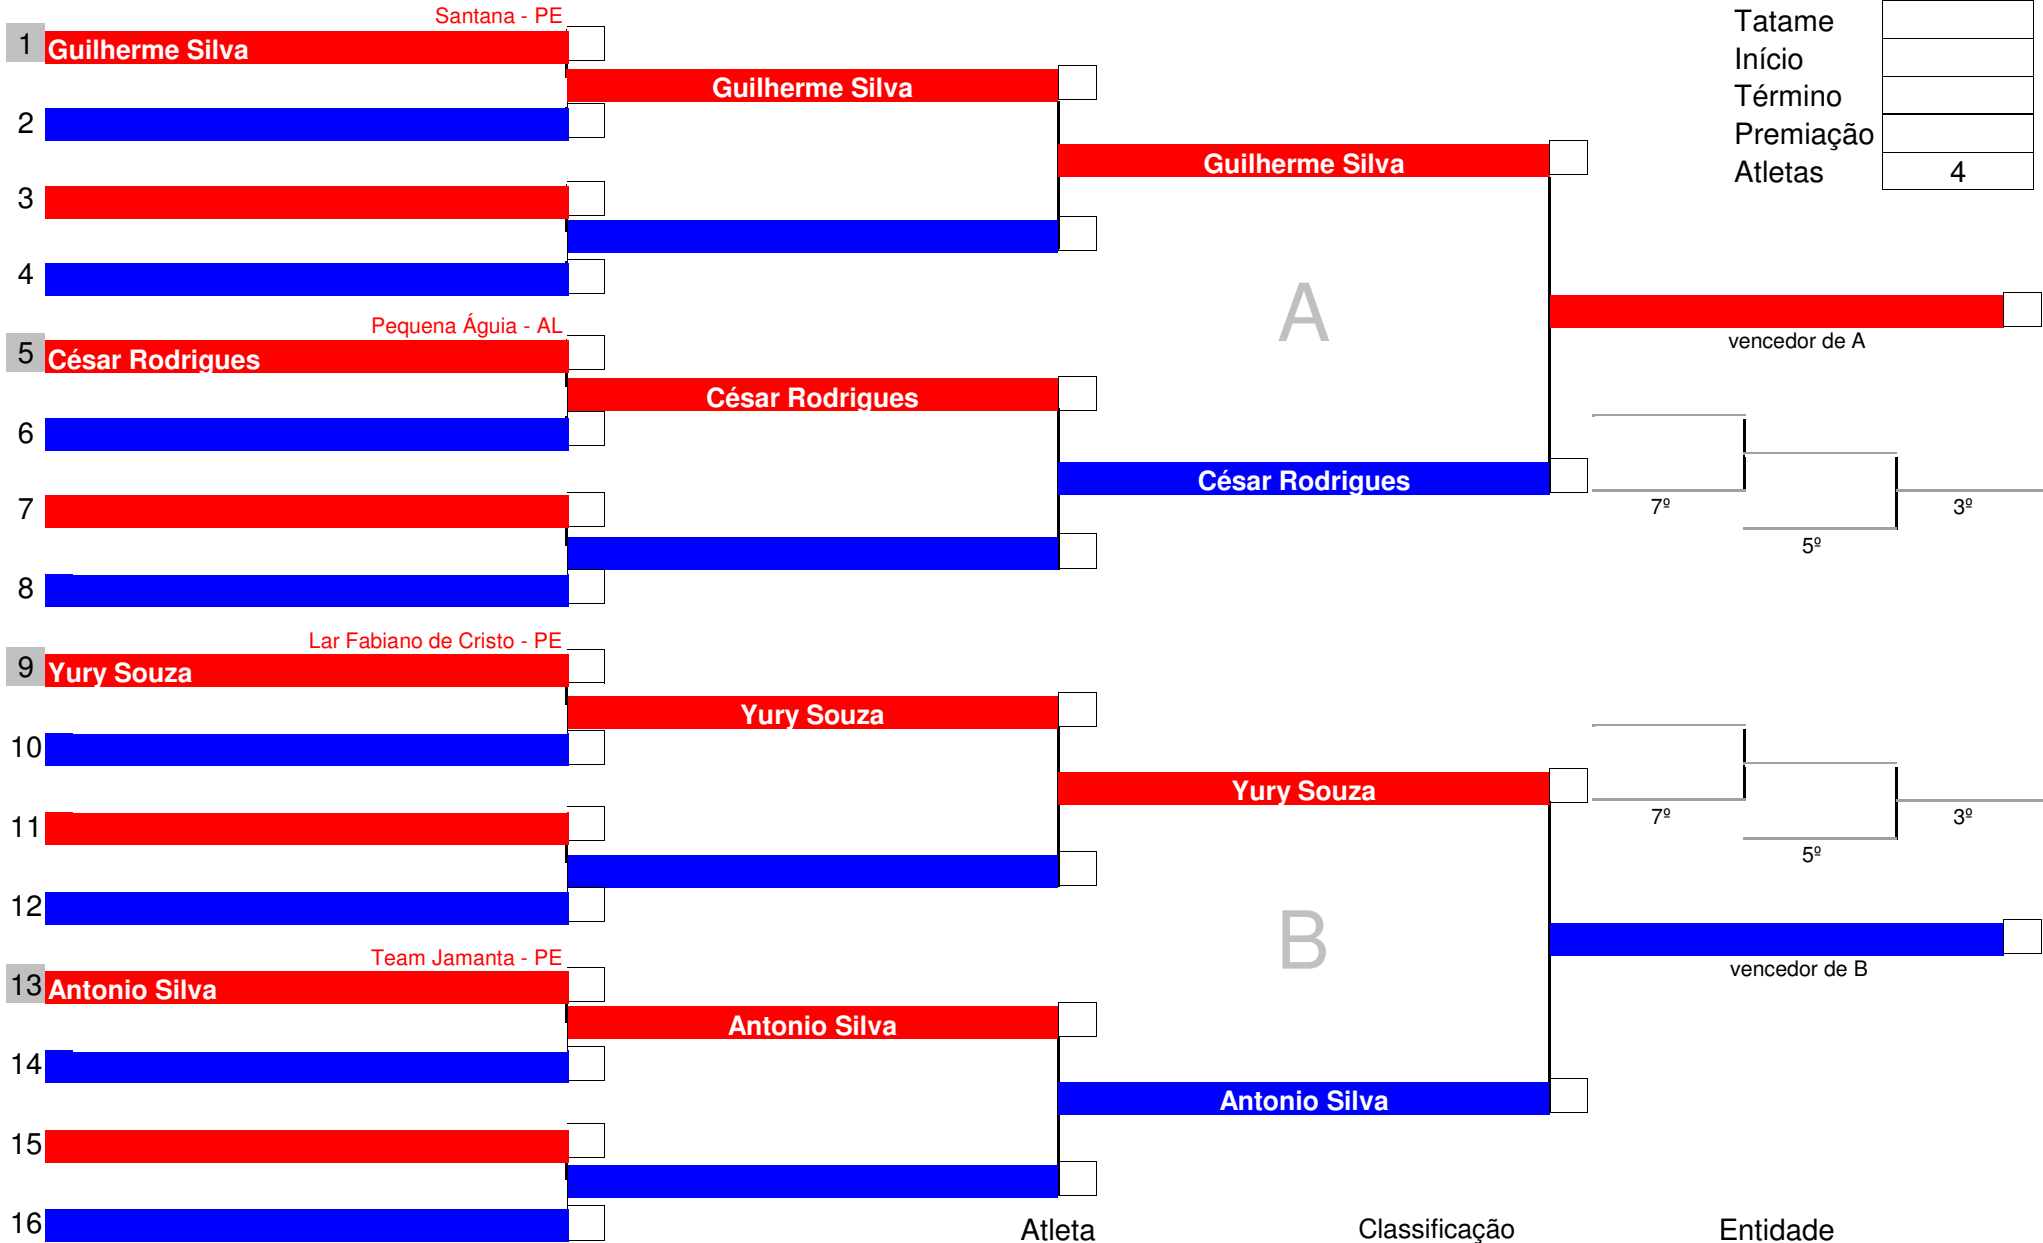 Santana - PE
1 Guilherme Silva
Guilherme Silva
2
Guilherme Silva
3
4
A
Pequena Águia - AL
5 César Rodrigues
César Rodrigues
6
César Rodrigues
7
8
Tatame
Início
Término
Premiação
Atletas 4
vencedor de A
7º
3º
5º
Lar Fabiano de Cristo - PE
9 Yury Souza
Yury Souza
10
Yury Souza
11
12
B
Team Jamanta - PE
13 Antonio Silva
Antonio Silva
14
Antonio Silva
15
16
7º
3º
5º
vencedor de B
Atleta Classificação Entidade